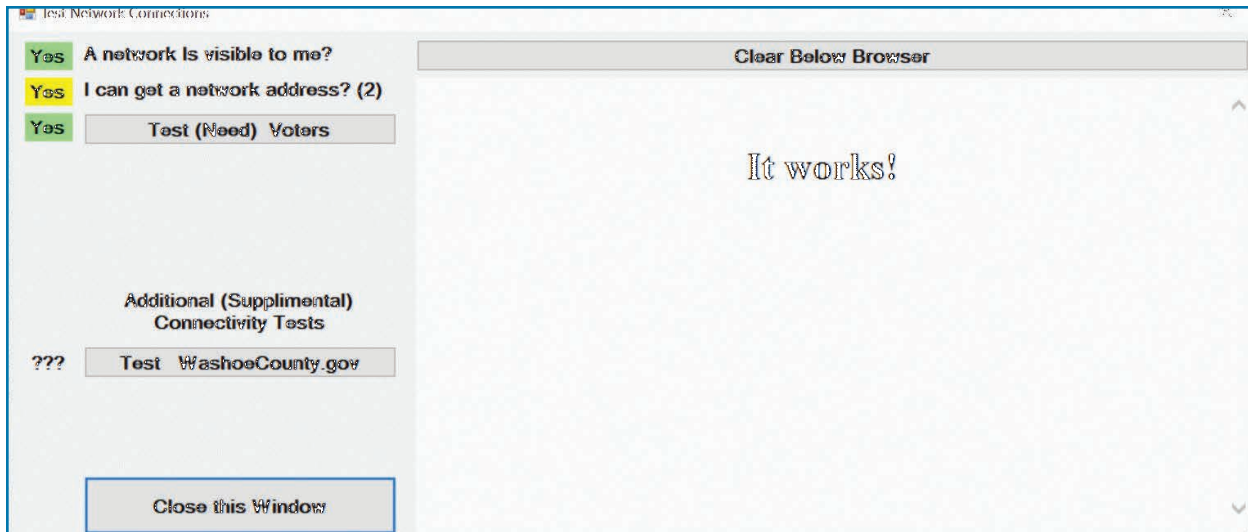 Test Network Connections
Yes A network Is visible to me?
Yes I can get a network address? (2)
Yes Test (Need) Voters
Additional (Supplimental)
Connectivity Tests
??? Test WashoeCounty.gov
Close this Window
Clear Below Browser
It works!